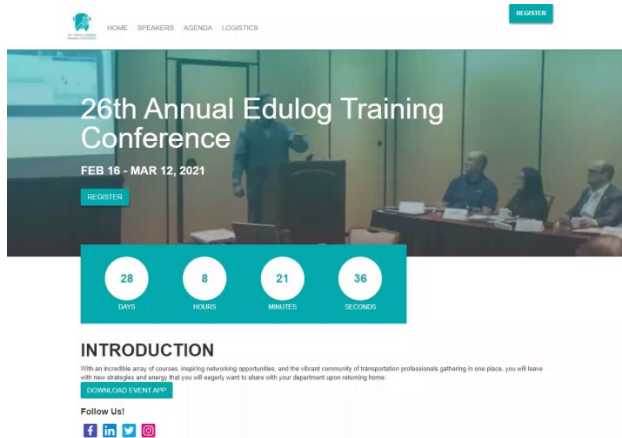 HOME SPEAKERS AGENDA LOGISTICS
REGISTER
26th Annual Edulog Training
Conference
FEB 16 - MAR 12, 2021
REGISTER
28 8 21 36
DAYS HOURS MINUTES SECONDS
INTRODUCTION
With an incredible array of courses, inspiring networking opportunities, and the vibrant community of transportation professionals gathering in one place, you will leave
with new strategies and energy that you will eagerly want to share with your department upon returning home.
DOWNLOAD EVENT APP
Follow Us!